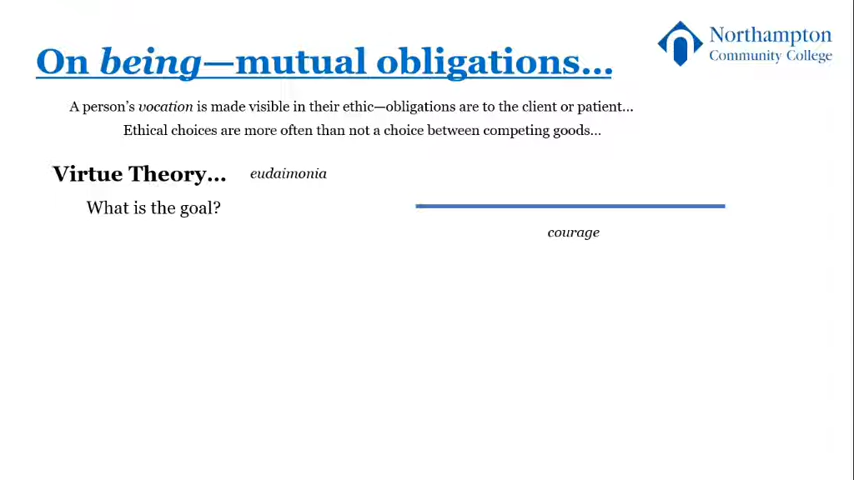 On being—mutual obligations...
Northampton
Community College
A person's vocation is made visible in their ethic—obligations are to the client or patient...
Ethical choices are more often than not a choice between competing goods...
Virtue Theory... eudaimonia
What is the goal?
courage